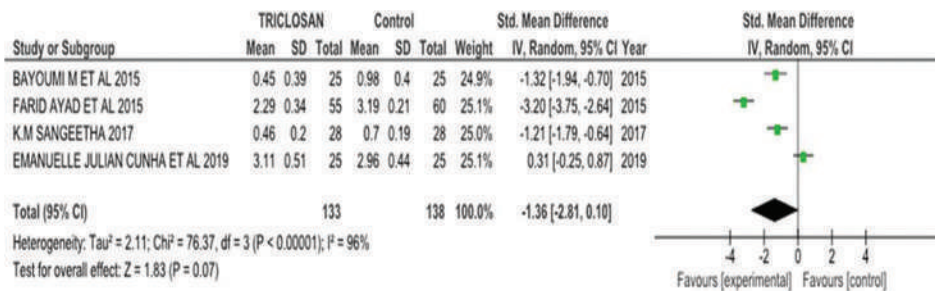 TRICLOSAN Control Std. Mean Difference Std. Mean Difference
Study or Subgroup Mean SD Total Mean SD Total Weight IV, Random, 95% CI Year IV, Random, 95% CI
BAYOUMI M ET AL 2015 0.45 0.39 25 0.98 0.4 25 24.9% -1.32 [-1.94, -0.70] 2015
FARID AYAD ET AL 2015 2.29 0.34 55 3.19 0.21 60 25.1% -3.20 [-3.75, -2.64] 2015
K.M SANGEETHA 2017 0.46 0.2 28 0.7 0.19 28 25.0% -1.21 [-1.79, -0.64] 2017
EMANUELLE JULIAN CUNHA ET AL 2019 3.11 0.51 25 2.96 0.44 25 25.1% 0.31 [-0.25, 0.87] 2019
Total (95% CI) 133 138 100.0% -1.36 [-2.81, 0.10]
Heterogeneity: Tau² = 2.11; Chi² = 76.37, df = 3 (P < 0.00001); I² = 96%
Test for overall effect: Z = 1.83 (P = 0.07)
-4 -2 0 2 4
Favours [experimental] Favours [control]